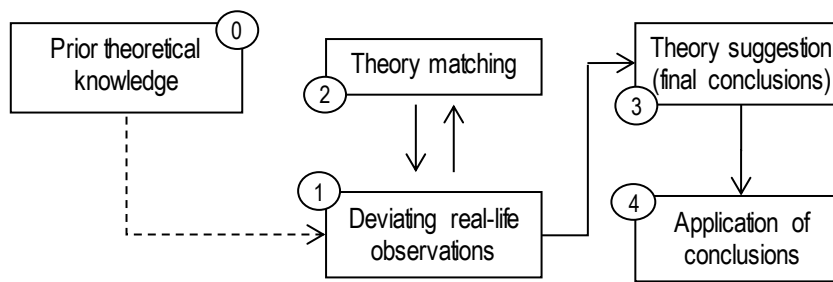 0
Prior theoretical
knowledge
Theory matching
2
1
Deviating real-life
observations
Theory suggestion
(final conclusions)
3
4
Application of
conclusions